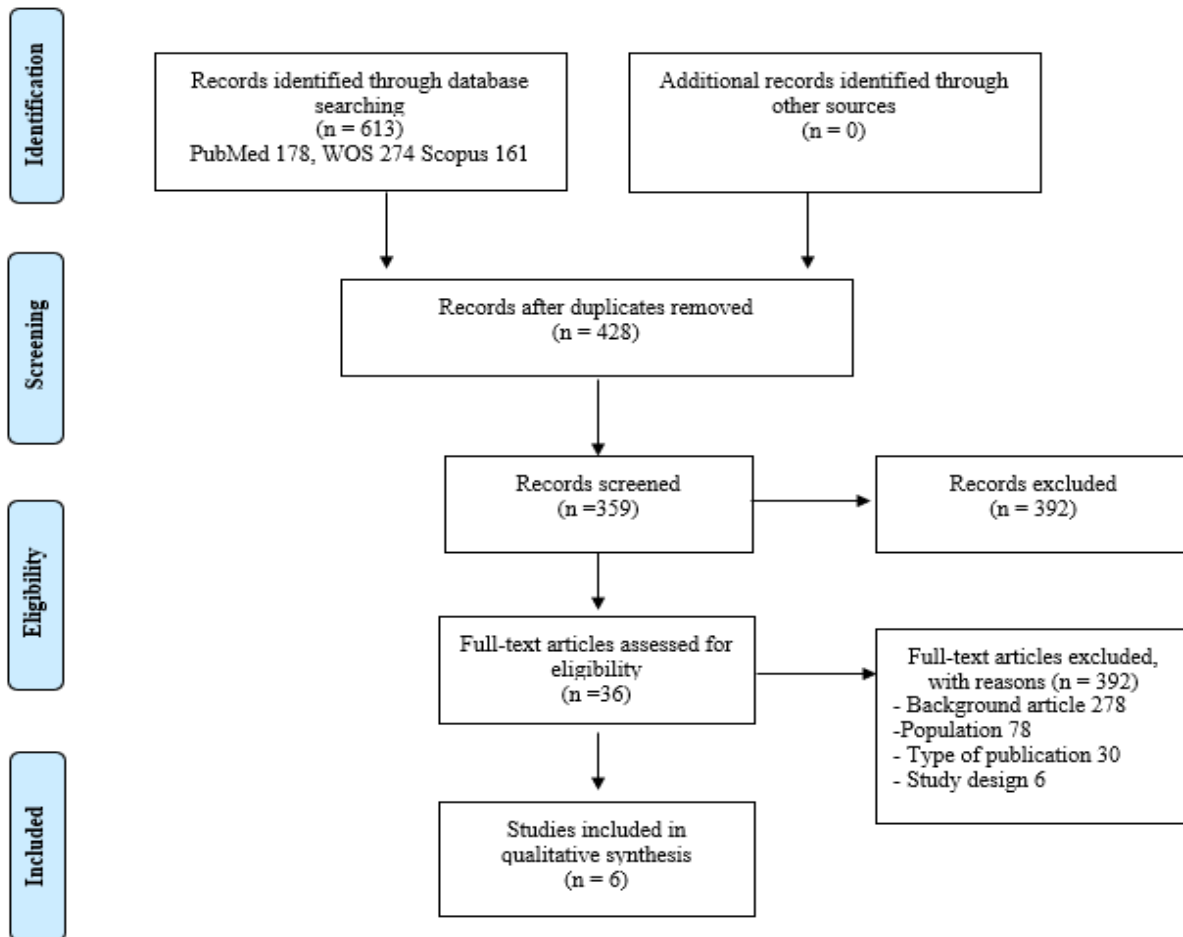 Identification
Records identified through database
searching
(n = 613)
PubMed 178, WOS 274 Scopus 161
Additional records identified through
other sources
(n = 0)
Screening
Records after duplicates removed
(n = 428)
Records screened
(n =359)
Records excluded
(n = 392)
Eligibility
Full-text articles assessed for
eligibility
(n =36)
Full-text articles excluded,
with reasons (n = 392)
- Background article 278
-Population 78
- Type of publication 30
- Study design 6
Included
Studies included in
qualitative synthesis
(n = 6)